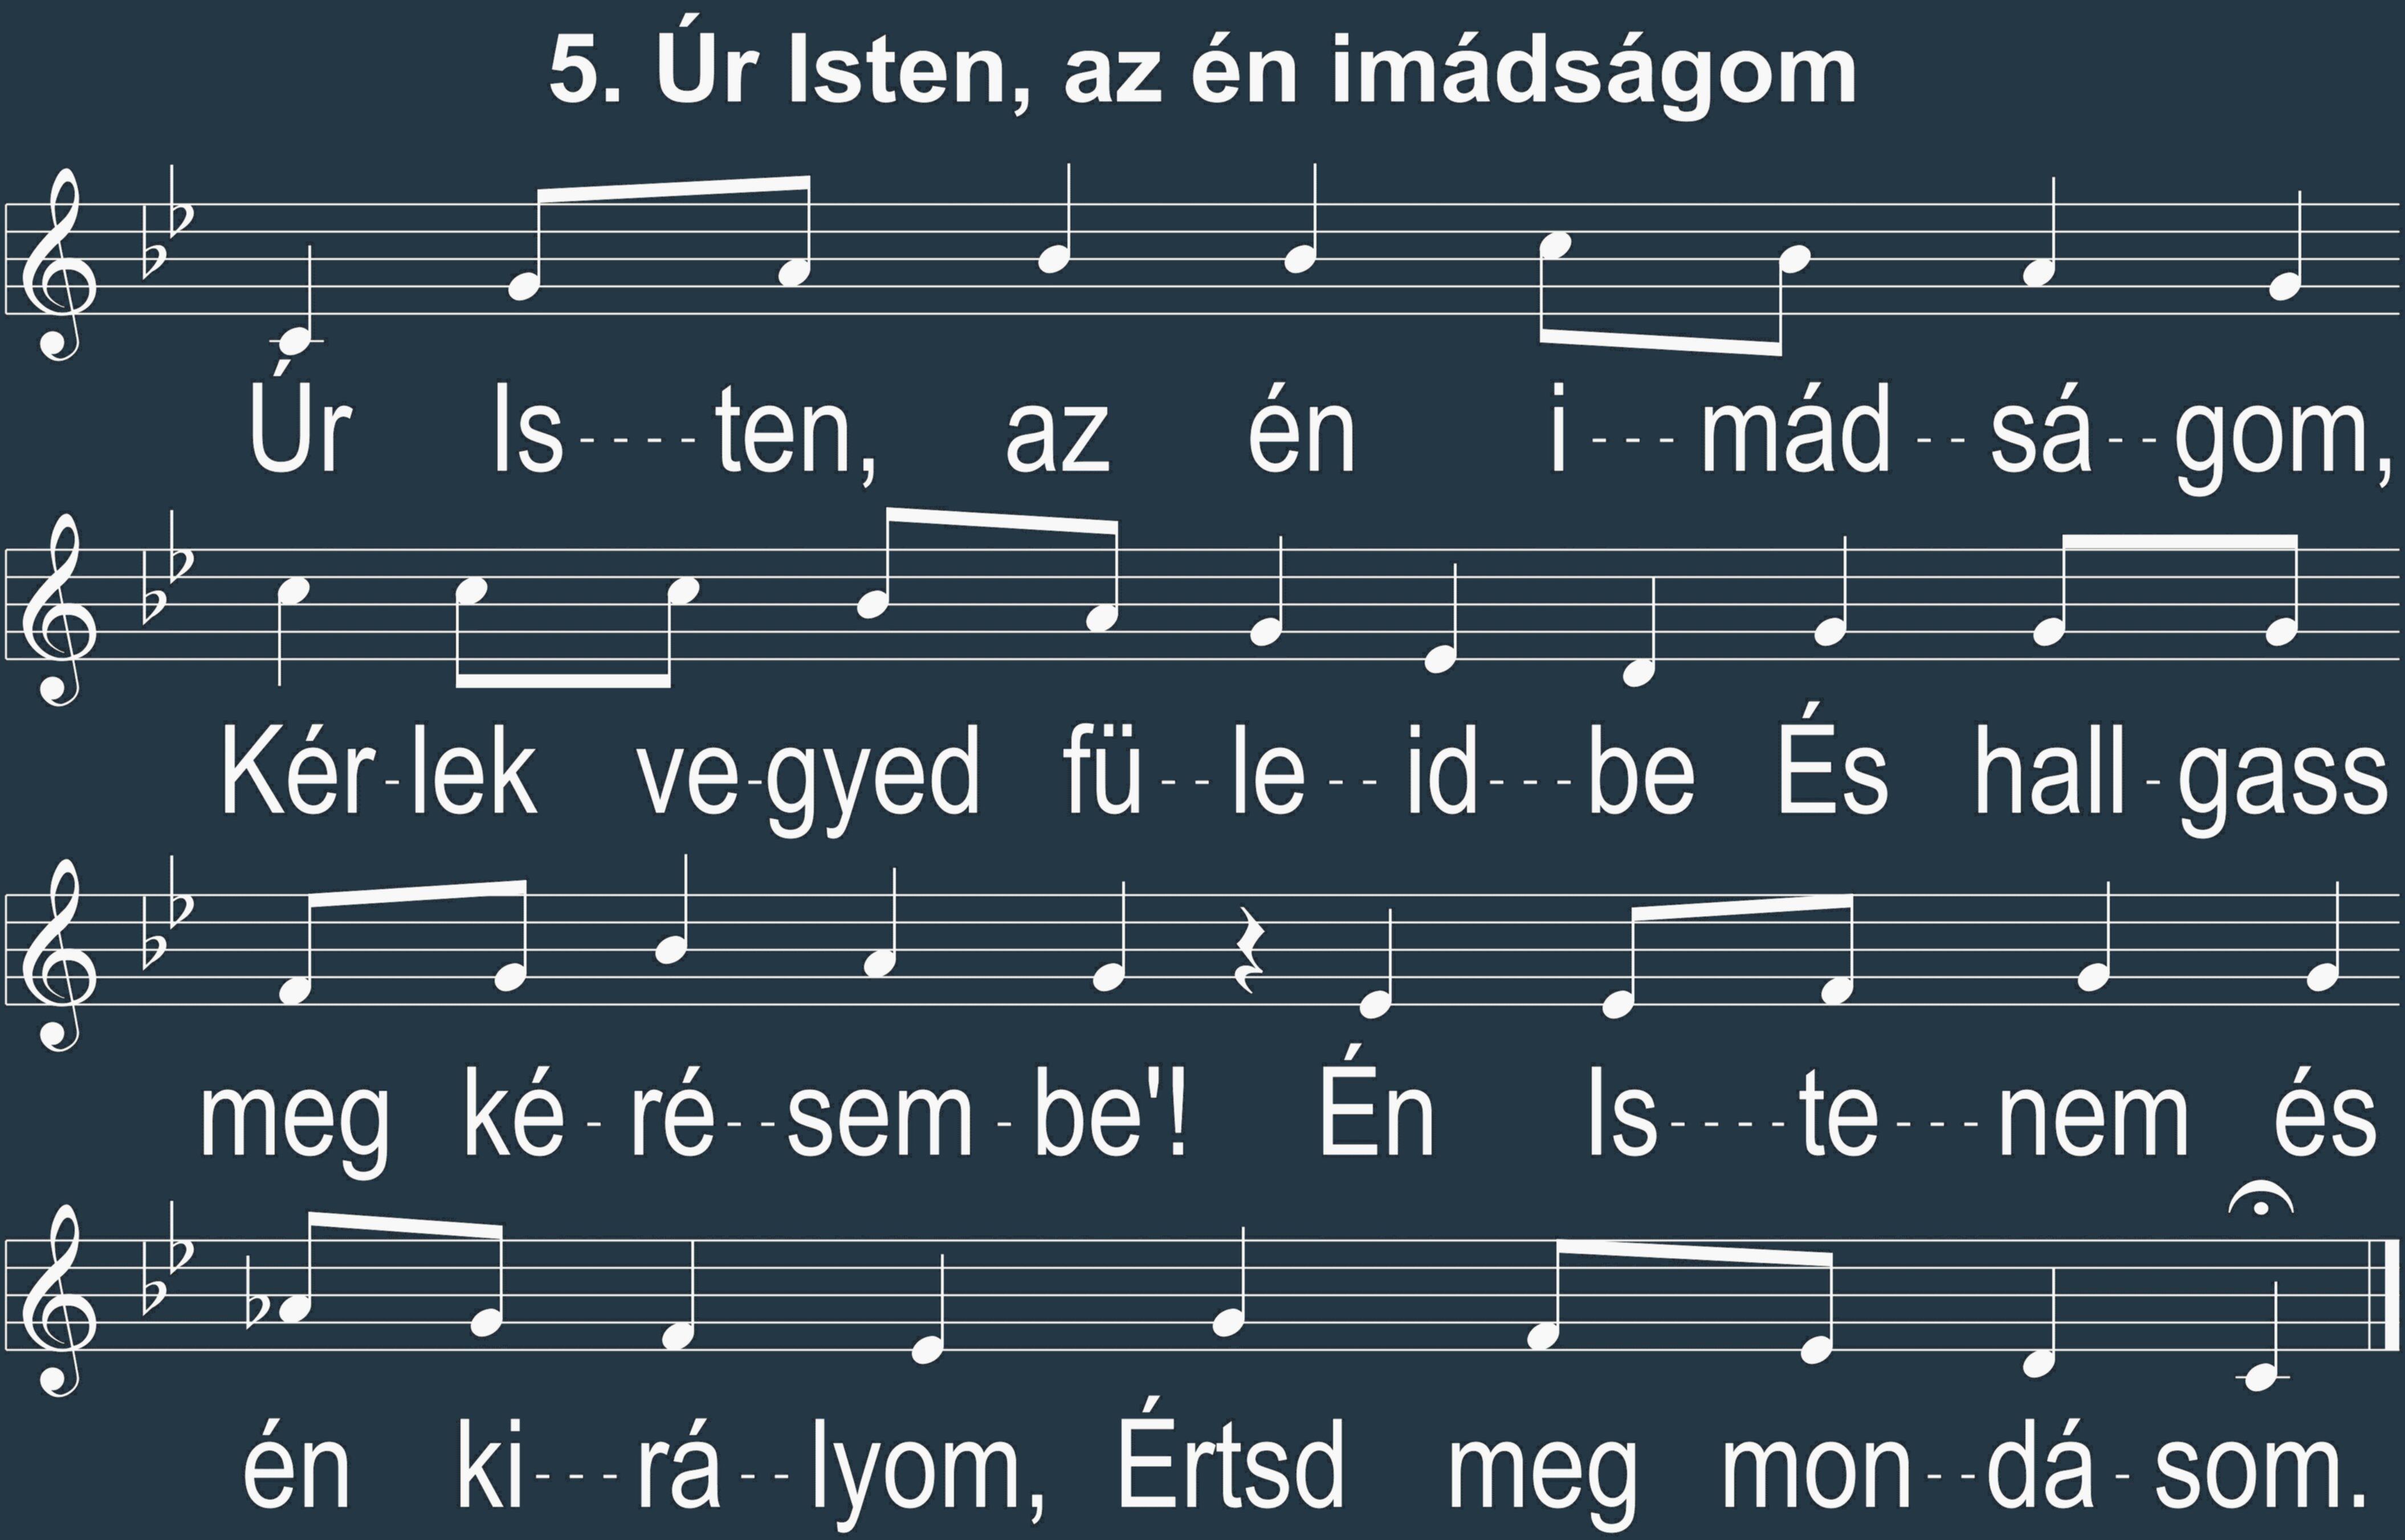 5. Úr Isten, az én imádságom
Úr Is----ten, az én i---mád--sá--gom,
Kér-lek ve-gyed fü--le--id---be És hall-gass
meg ké-ré--sem-be'! Én Is----te---nem és
én ki---rá--lyom, Értsd meg mon--dá-som.